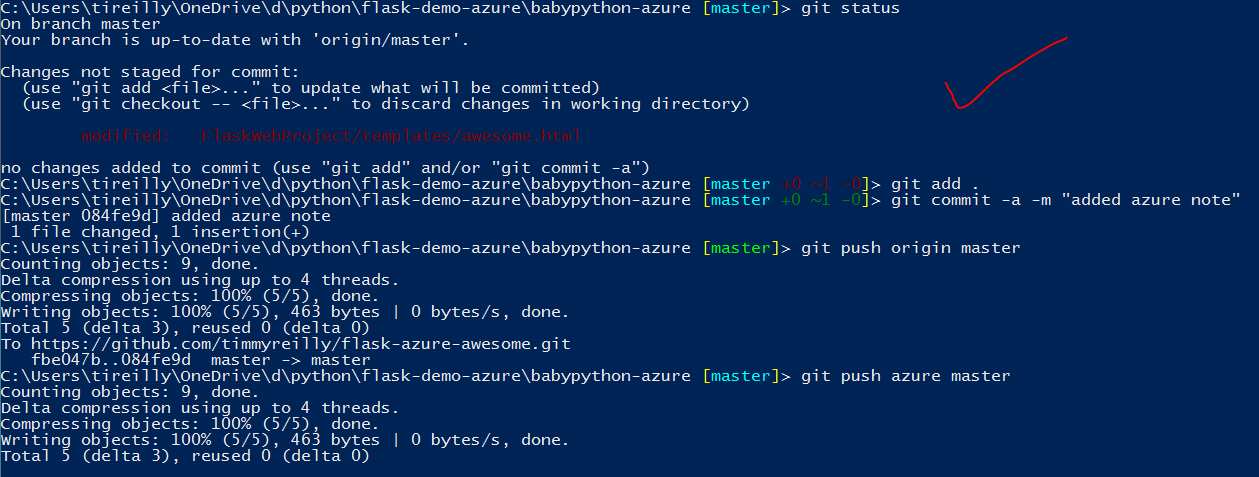 C:\Users\tireilly\OneDrive\d\python\flask-demo-azure\babypython-azure [master]> git status
On branch master
Your branch is up-to-date with 'origin/master'.
Changes not staged for commit:
  (use "git add <file>..." to update what will be committed)
  (use "git checkout -- <file>..." to discard changes in working directory)
        modified:   FlaskWebProject/templates/awesome.html
no changes added to commit (use "git add" and/or "git commit -a")
C:\Users\tireilly\OneDrive\d\python\flask-demo-azure\babypython-azure [master +0 ~1 -0]> git add .
C:\Users\tireilly\OneDrive\d\python\flask-demo-azure\babypython-azure [master +0 ~1 -0]> git commit -a -m "added azure note"
[master 084fe9d] added azure note
 1 file changed, 1 insertion(+)
C:\Users\tireilly\OneDrive\d\python\flask-demo-azure\babypython-azure [master]> git push origin master
Counting objects: 9, done.
Delta compression using up to 4 threads.
Compressing objects: 100% (5/5), done.
Writing objects: 100% (5/5), 463 bytes | 0 bytes/s, done.
Total 5 (delta 3), reused 0 (delta 0)
To https://github.com/timmyreilly/flask-azure-awesome.git
   fbe047b..084fe9d  master -> master
C:\Users\tireilly\OneDrive\d\python\flask-demo-azure\babypython-azure [master]> git push azure master
Counting objects: 9, done.
Delta compression using up to 4 threads.
Compressing objects: 100% (5/5), done.
Writing objects: 100% (5/5), 463 bytes | 0 bytes/s, done.
Total 5 (delta 3), reused 0 (delta 0)